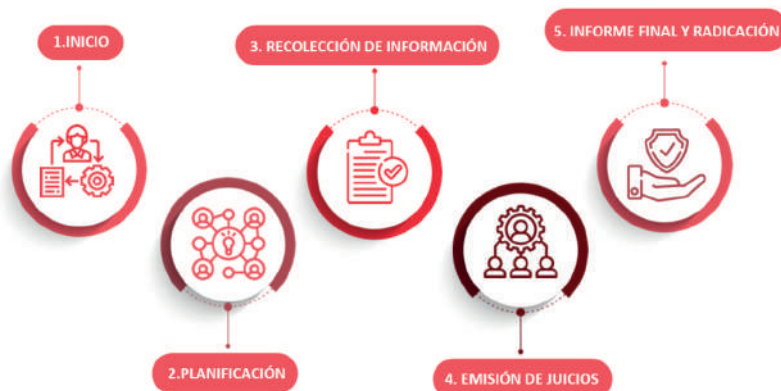 1.INICIO
2.PLANIFICACIÓN
3. RECOLECCIÓN DE INFORMACIÓN
4. EMISIÓN DE JUICIOS
5. INFORME FINAL Y RADICACIÓN